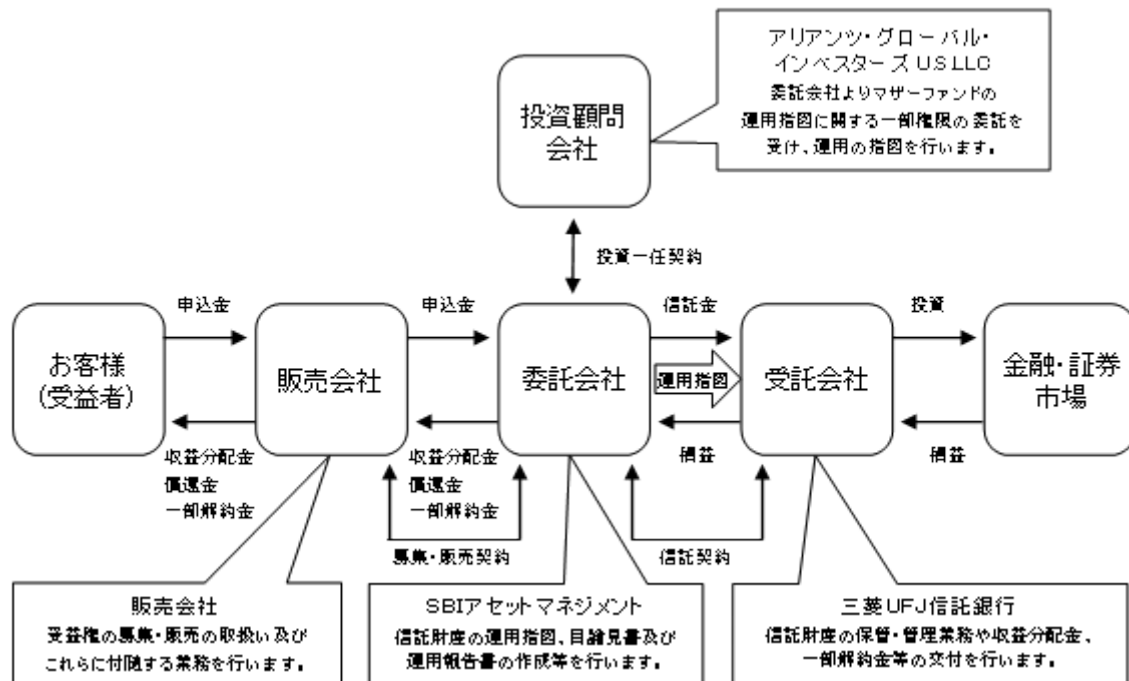 アリアンツ・グローバル・
インベスターズ U.S.LLC
委託会社よりマザーファンドの
運用指図に関する一部権限の委託を
受け、運用の指図を行います。
投資顧問
会社
投資一任契約
申込金
申込金
信託金
投資
お客様
(受益者)
販売会社
委託会社
運用指図
受託会社
金融・証券
市場
収益分配金
償還金
一部解約金
収益分配金
償還金
一部解約金
損益
損益
募集・販売契約
信託契約
販売会社
受益権の募集・販売の取扱い及び
これらに付随する業務を行います。
SBIアセットマネジメント
信託財産の運用指図、目論見書及び
運用報告書の作成等を行います。
三菱UFJ信託銀行
信託財産の保管・管理業務や収益分配金、
一部解約金等の交付を行います。